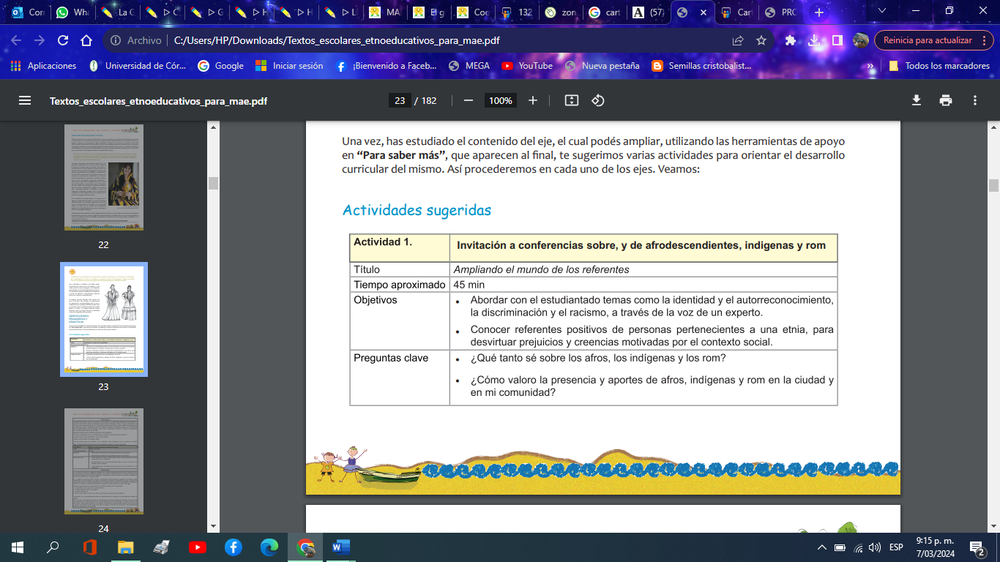 Con
Wha
La C
C
G
H
H
Li
MA
El g
Coc
132
zon
cart
(57)
Cart
PRC
Archivo
C:/Users/HP/Downloads/Textos_escolares_etnoeducativos_para_mae.pdf
Reinicia para actualizar
Aplicaciones
Universidad de Cór...
Google
Iniciar sesión
¡Bienvenido a Faceb...
MEGA
YouTube
Nueva pestaña
Semillas cristobalist...
»
Todos los marcadores
Textos_escolares_etnoeducativos_para_mae.pdf
23 / 182
100%
22
23
24
Una vez, has estudiado el contenido del eje, el cual podés ampliar, utilizando las herramientas de apoyo
en “Para saber más”, que aparecen al final, te sugerimos varias actividades para orientar el desarrollo
curricular del mismo. Así procederemos en cada uno de los ejes. Veamos:
Actividades sugeridas
Actividad 1. Invitación a conferencias sobre, y de afrodescendientes, indigenas y rom
Título Ampliando el mundo de los referentes
Tiempo aproximado 45 min
Objetivos • Abordar con el estudiantado temas como la identidad y el autorreconocimiento,
la discriminación y el racismo, a través de la voz de un experto.
• Conocer referentes positivos de personas pertenecientes a una etnia, para
desvirtuar prejuicios y creencias motivadas por el contexto social.
Preguntas clave • ¿Qué tanto sé sobre los afros, los indígenas y los rom?
• ¿Cómo valoro la presencia y aportes de afros, indígenas y rom en la ciudad y
en mi comunidad?
ESP
9:15 p. m.
7/03/2024
2